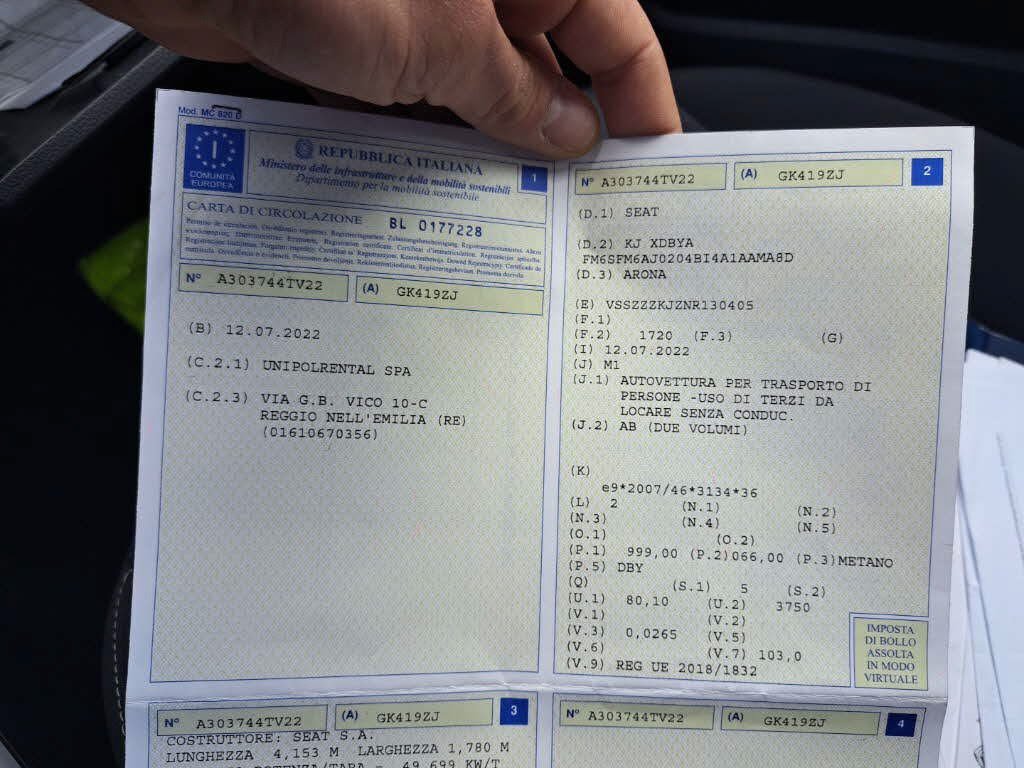 Mod. MC 820 D
I
COMUNITÀ
EUROPEA
REPUBBLICA ITALIANA
Ministero delle infrastrutture e della mobilità sostenibili
Dipartimento per la mobilità sostenibile
1
CARTA DI CIRCOLAZIONE BL 0177228
N° A303744TV22 (A) GK419ZJ
(B) 12.07.2022
(C.2.1) UNIPOLRENTAL SPA
(C.2.3) VIA G.B. VICO 10-C
REGGIO NELL'EMILIA (RE)
(01610670356)
N° A303744TV22 (A) GK419ZJ 2
(D.1) SEAT
(D.2) KJ XDBYA
FM6SFM6AJ0204BI4A1AAMA8D
(D.3) ARONA
(E) VSSZZZKJZNR130405
(F.1)
(F.2) 1720 (F.3) (G)
(I) 12.07.2022
(J) M1
(J.1) AUTOVETTURA PER TRASPORTO DI
PERSONE -USO DI TERZI DA
LOCARE SENZA CONDUC.
(J.2) AB (DUE VOLUMI)
(K)
e9*2007/46*3134*36
(L) 2 (N.1) (N.2)
(N.3) (N.4) (N.5)
(O.1) (O.2)
(P.1) 999,00 (P.2)066,00 (P.3)METANO
(P.5) DBY
(Q) (S.1) 5 (S.2)
(U.1) 80,10 (U.2) 3750
(V.1) (V.2)
(V.3) 0,0265 (V.5)
(V.6) (V.7) 103,0
(V.9) REG UE 2018/1832
IMPOSTA
DI BOLLO
ASSOLTA
IN MODO
VIRTUALE
N° A303744TV22 (A) GK419ZJ 3
COSTRUTTORE: SEAT S.A.
LUNGHEZZA 4,153 M LARGHEZZA 1,780 M
POTENZA/TARA = 49,699 KW/T
N° A303744TV22 (A) GK419ZJ 4